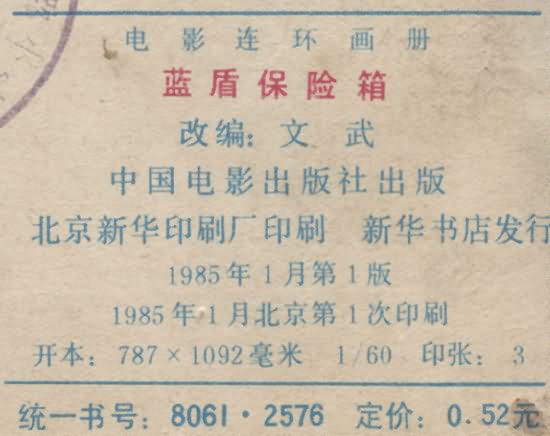 电影连环画册
蓝盾保险箱
改编：文武
中国电影出版社出版
北京新华印刷厂印刷 新华书店发行
1985年1月第1版
1985年1月北京第1次印刷
开本：787×1092毫米 1/60 印张：3
统一书号：8061·2576 定价：0.52元